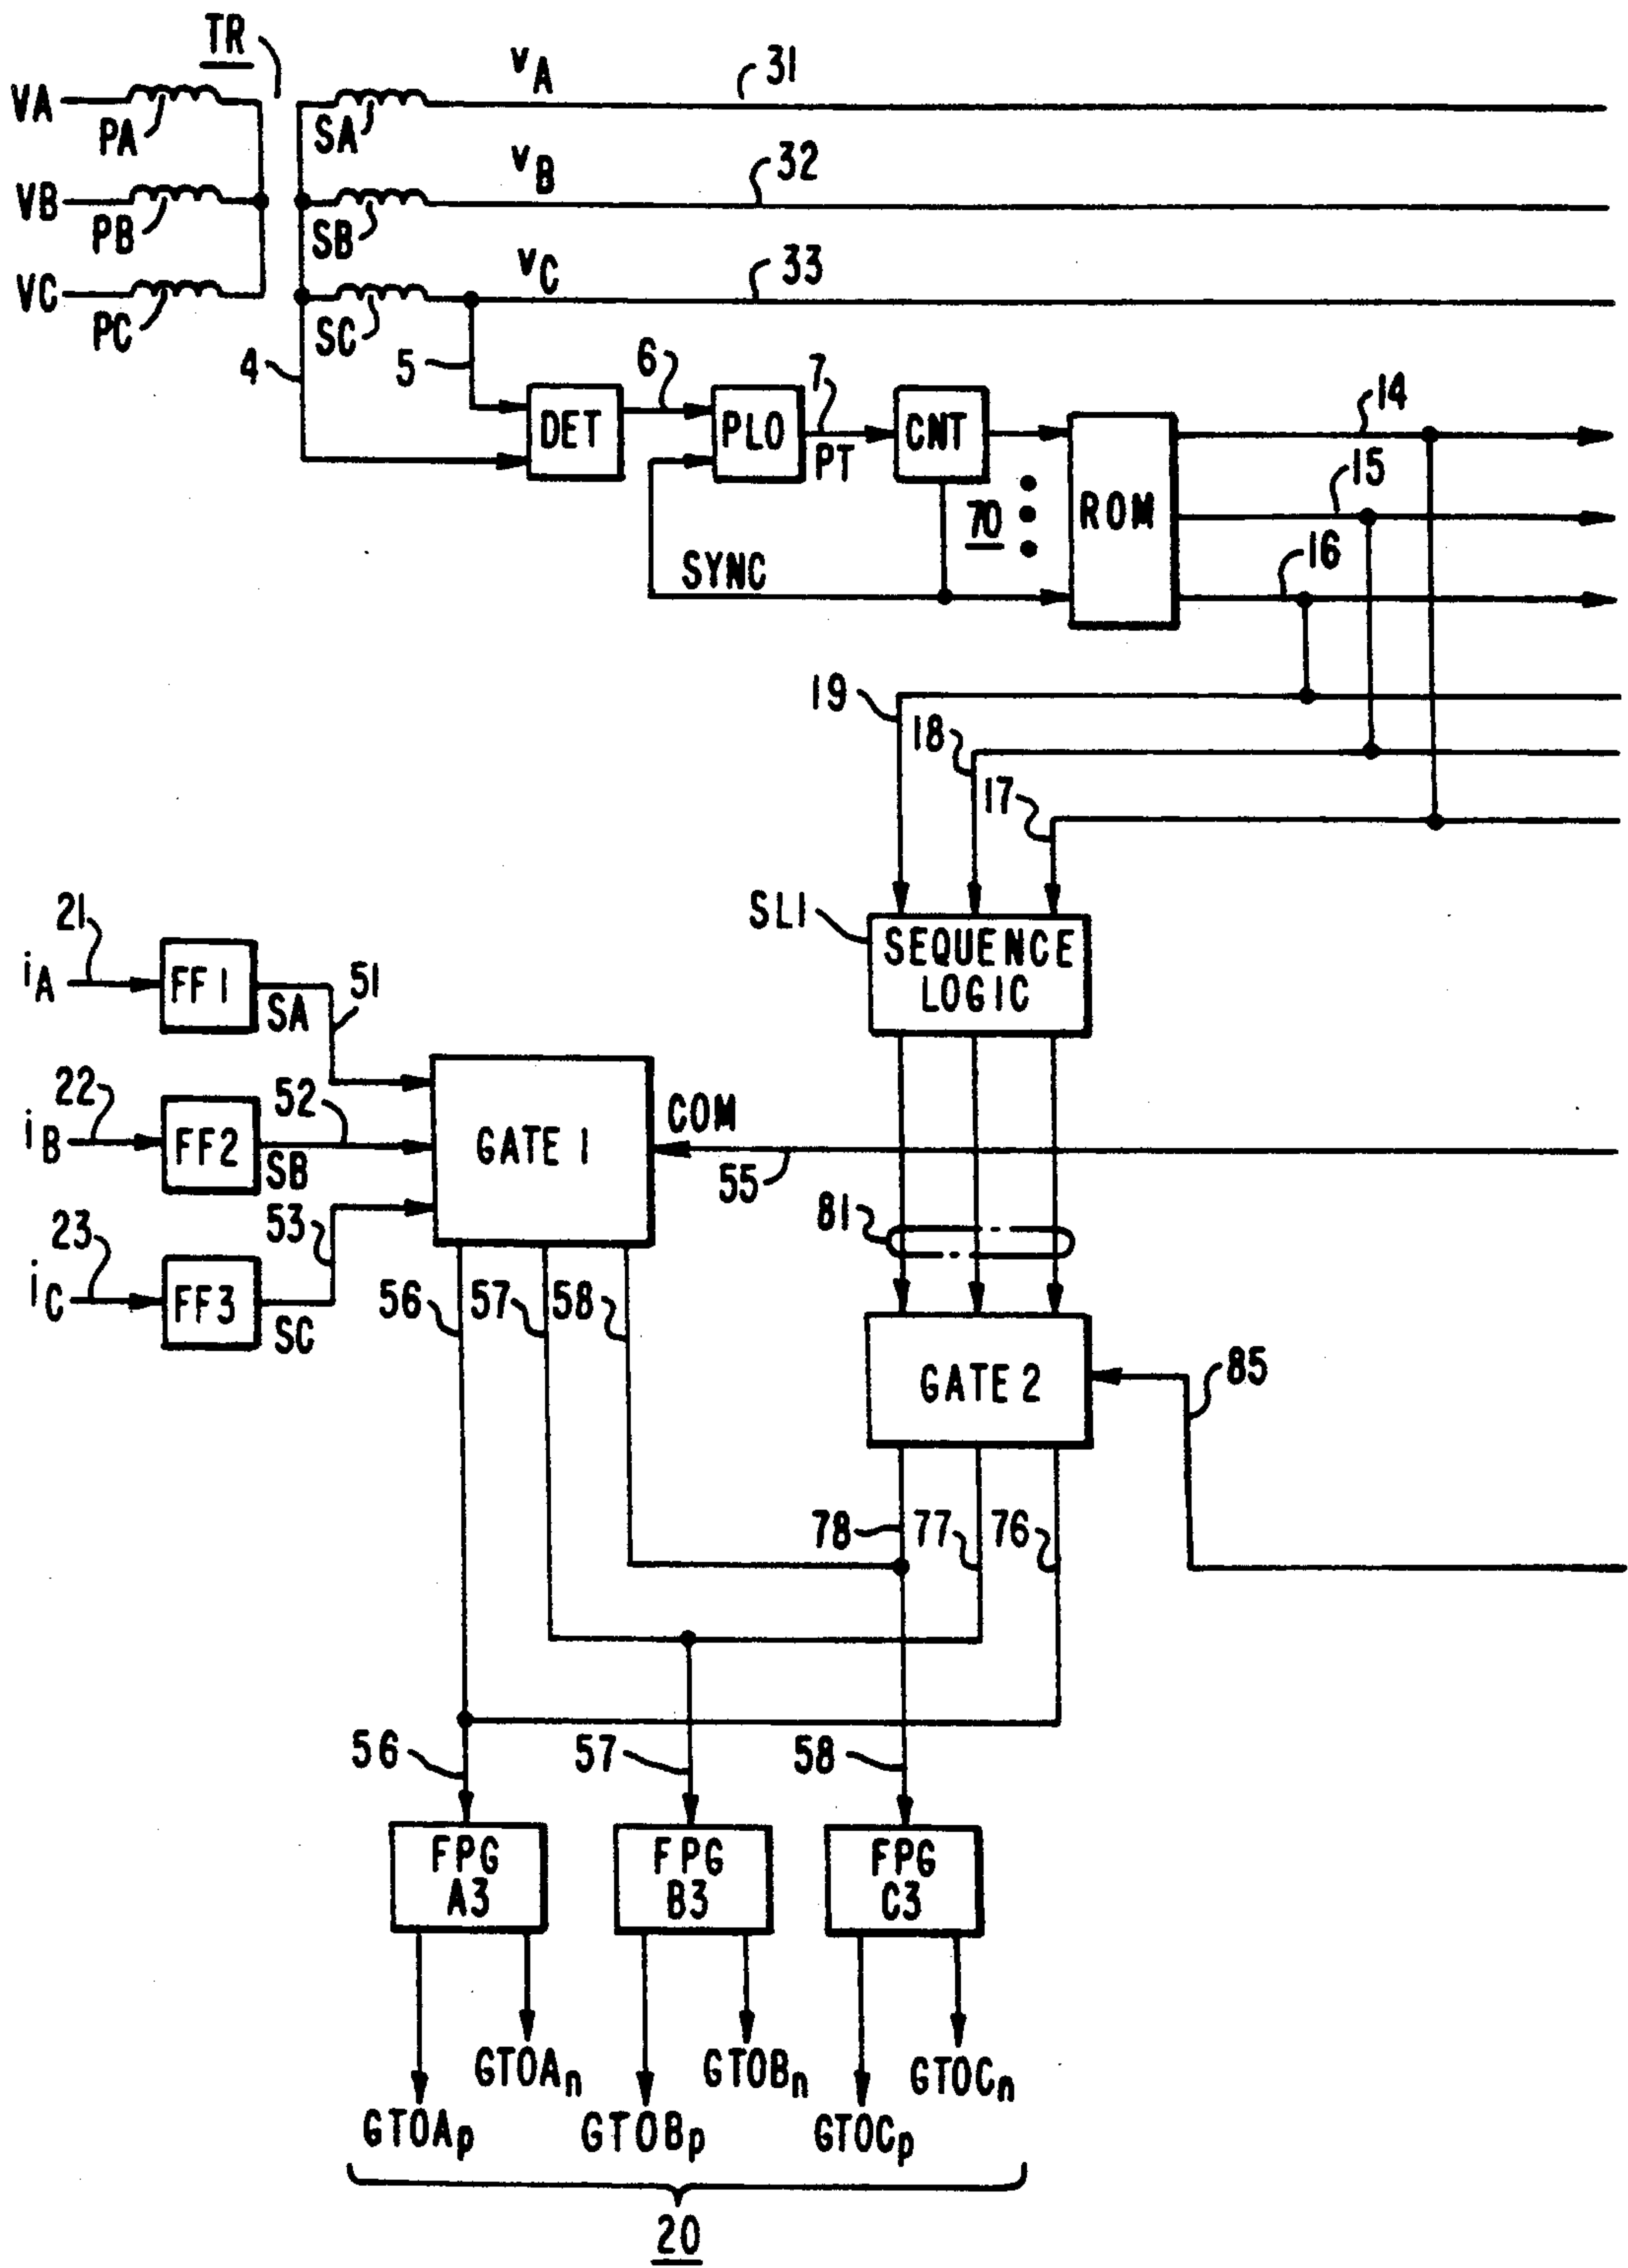 TR
VA
PA
SA
vA
31
VB
PB
SB
vB
32
VC
PC
SC
vC
33
4
5
DET
6
PLO
7
PT
CNT
70
ROM
14
15
16
SYNC
19
18
17
SL1
SEQUENCE
LOGIC
iA
21
FF1
SA
51
iB
22
FF2
SB
52
iC
23
FF3
SC
53
GATE 1
COM
55
81
56
57
58
GATE 2
85
78
77
76
56
57
58
FPG
A3
FPG
B3
FPG
C3
GTOAn
GTOBn
GTOCn
GTOAp
GTOBp
GTOCp
20